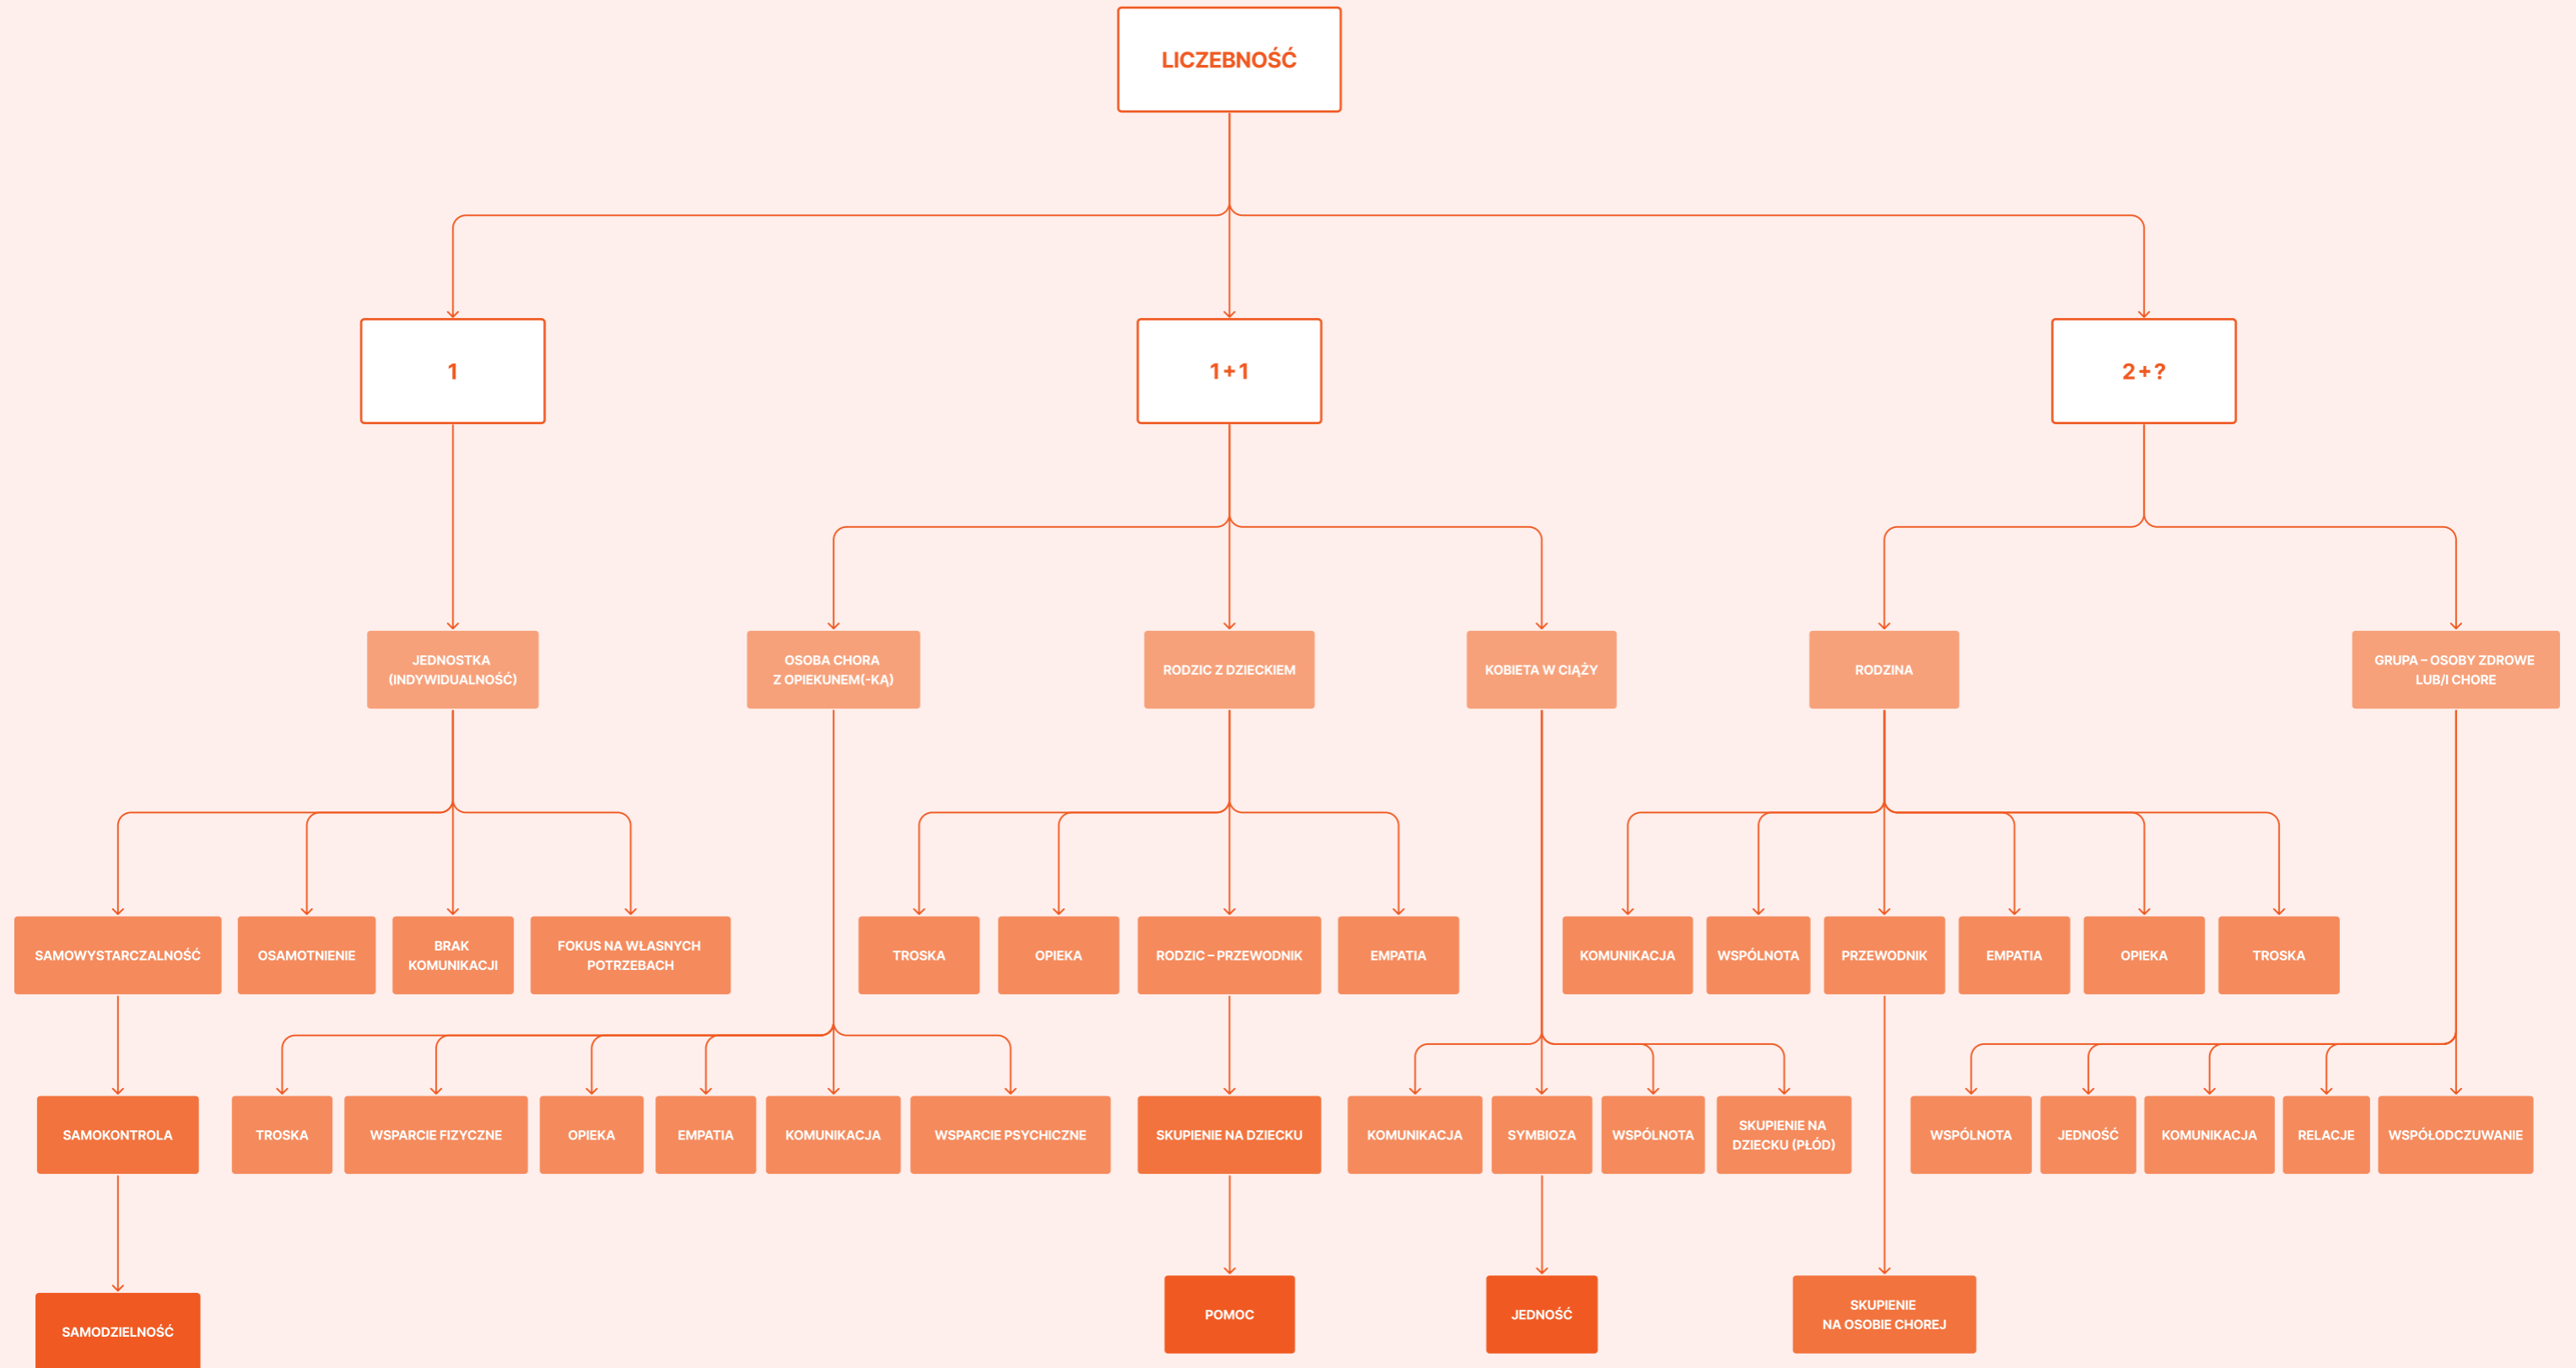 LICZEBNOŚĆ
1
1+1
2+?
JEDNOSTKA
(INDYWIDUALNOŚĆ)
OSOBA CHORA
Z OPIEKUNEM(-KĄ)
RODZIC Z DZIECKIEM
KOBIETA W CIĄŻY
RODZINA
GRUPA – OSOBY ZDROWE
LUB/I CHORE
SAMOWYSTARCZALNOŚĆ
OSAMOTNIENIE
BRAK
KOMUNIKACJI
FOKUS NA WŁASNYCH
POTRZEBACH
TROSKA
OPIEKA
RODZIC – PRZEWODNIK
EMPATIA
KOMUNIKACJA
WSPÓLNOTA
PRZEWODNIK
EMPATIA
OPIEKA
TROSKA
SAMOKONTROLA
TROSKA
WSPARCIE FIZYCZNE
OPIEKA
EMPATIA
KOMUNIKACJA
WSPARCIE PSYCHICZNE
SKUPIENIE NA DZIECKU
KOMUNIKACJA
SYMBIOZA
WSPÓLNOTA
SKUPIENIE NA
DZIECKU (PŁÓD)
WSPÓLNOTA
JEDNOŚĆ
KOMUNIKACJA
RELACJE
WSPÓŁODCZUWANIE
SAMODZIELNOŚĆ
POMOC
JEDNOŚĆ
SKUPIENIE
NA OSOBIE CHOREJ